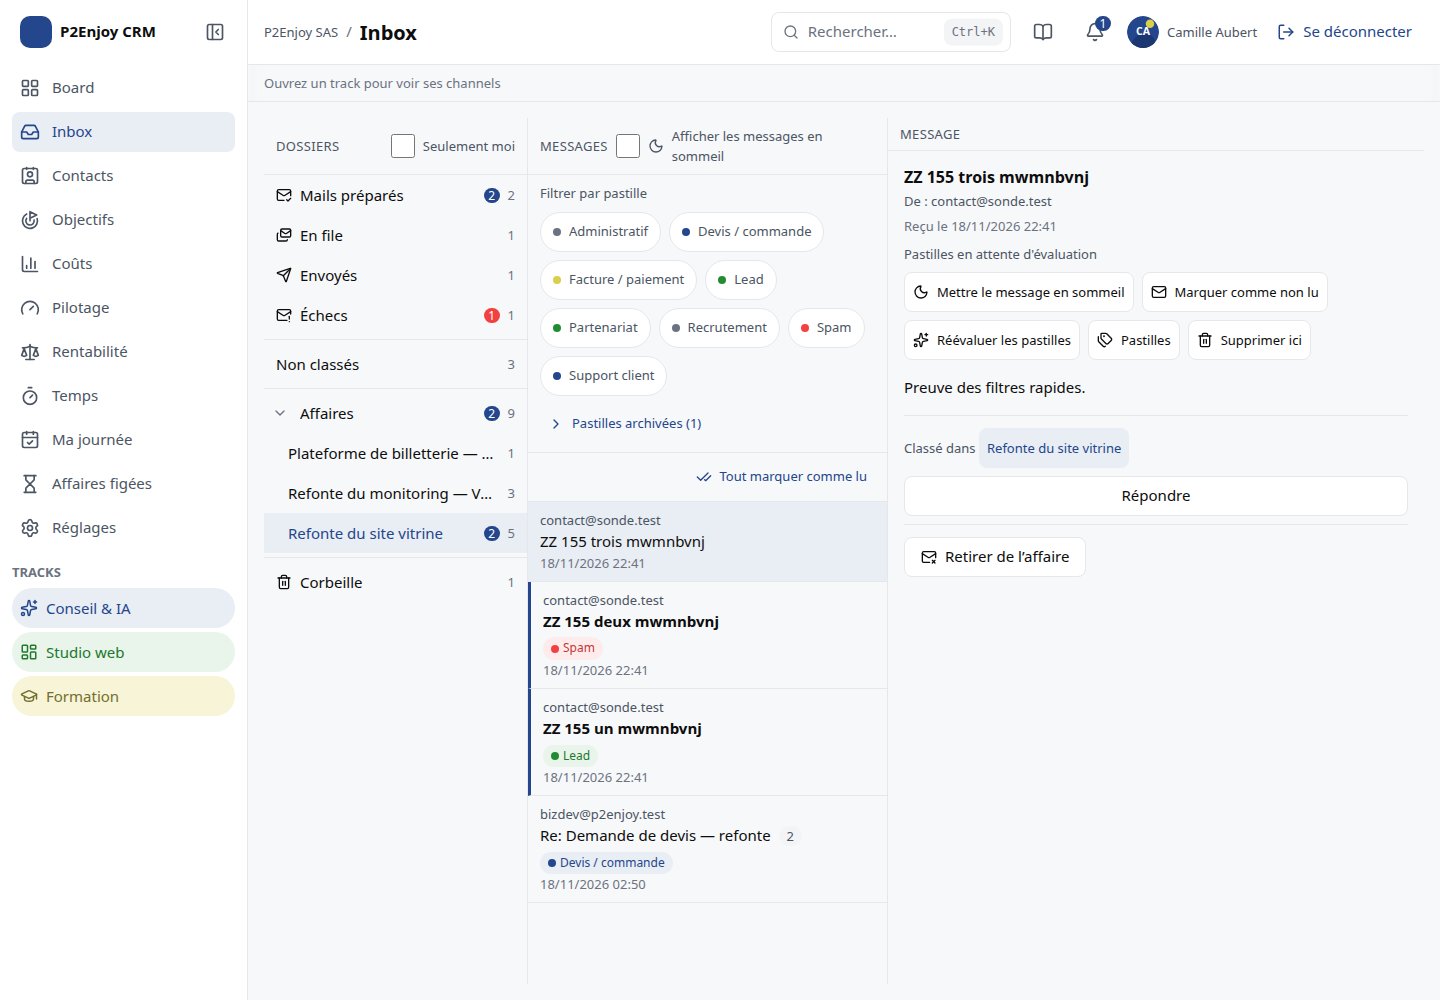 P2Enjoy CRM
Board
Inbox
Contacts
Objectifs
Coûts
Pilotage
Rentabilité
Temps
Ma journée
Affaires figées
Réglages
TRACKS
Conseil & IA
Studio web
Formation
P2Enjoy SAS / Inbox
Rechercher...
Ctrl+K
1
CA
Camille Aubert
Se déconnecter
Ouvrez un track pour voir ses channels
DOSSIERS
Seulement moi
Mails préparés 2 2
En file 1
Envoyés 1
Échecs 1 1
Non classés 3
Affaires 2 9
Plateforme de billetterie — ... 1
Refonte du monitoring — V... 3
Refonte du site vitrine 2 5
Corbeille 1
MESSAGES
Afficher les messages en
sommeil
Filtrer par pastille
Administratif
Devis / commande
Facture / paiement
Lead
Partenariat
Recrutement
Spam
Support client
Pastilles archivées (1)
Tout marquer comme lu
contact@sonde.test
ZZ 155 trois mwmnbvnj
18/11/2026 22:41
contact@sonde.test
ZZ 155 deux mwmnbvnj
Spam
18/11/2026 22:41
contact@sonde.test
ZZ 155 un mwmnbvnj
Lead
18/11/2026 22:41
bizdev@p2enjoy.test
Re: Demande de devis — refonte 2
Devis / commande
18/11/2026 02:50
MESSAGE
ZZ 155 trois mwmnbvnj
De : contact@sonde.test
Reçu le 18/11/2026 22:41
Pastilles en attente d'évaluation
Mettre le message en sommeil
Marquer comme non lu
Réévaluer les pastilles
Pastilles
Supprimer ici
Preuve des filtres rapides.
Classé dans Refonte du site vitrine
Répondre
Retirer de l'affaire